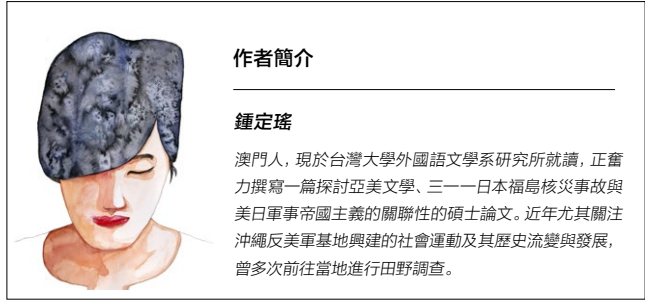 作者簡介
鍾定瑤
澳門人，現於台灣大學外國語文學系研究所就讀，正奮
力撰寫一篇探討亞美文學、三一一日本福島核災事故與
美日軍事帝國主義的關聯性的碩士論文。近年尤其關注
沖繩反美軍基地興建的社會運動及其歷史流變與發展，
曾多次前往當地進行田野調查。